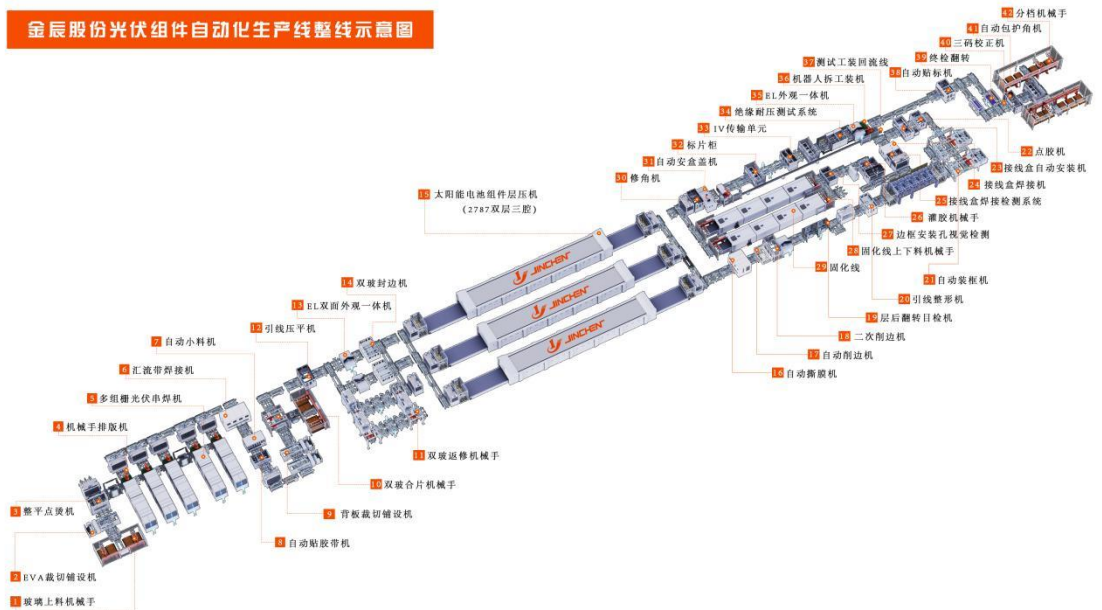 金辰股份光伏组件自动化生产线整线示意图
42 分档机械手
41 自动包护角机
40 三码校正机
39 终检翻转
38 自动贴标机
37 测试工装回流线
36 机器人拆工装机
35 EL外观一体机
34 绝缘耐压测试系统
33 IV传输单元
32 标片柜
31 自动安盒盖机
30 修角机
22 点胶机
23 接线盒自动安装机
24 接线盒焊接机
25 接线盒焊接检测系统
26 灌胶机械手
27 边框安装孔视觉检测
28 固化线上下料机械手
29 固化线
21 自动装框机
20 引线整形机
19 层后翻转目检机
18 二次削边机
17 自动削边机
16 自动撕膜机
15 太阳能电池组件层压机
(2787双层三腔)
JINCHEN
JINCHEN
JINCHEN
14 双玻封边机
13 EL双面外观一体机
12 引线压平机
7 自动小料机
6 汇流带焊接机
5 多组栅光伏串焊机
4 机械手排版机
11 双玻返修机械手
10 双玻合片机械手
9 背板裁切铺设机
8 自动贴胶带机
3 整平点烫机
2 EVA裁切铺设机
1 玻璃上料机械手